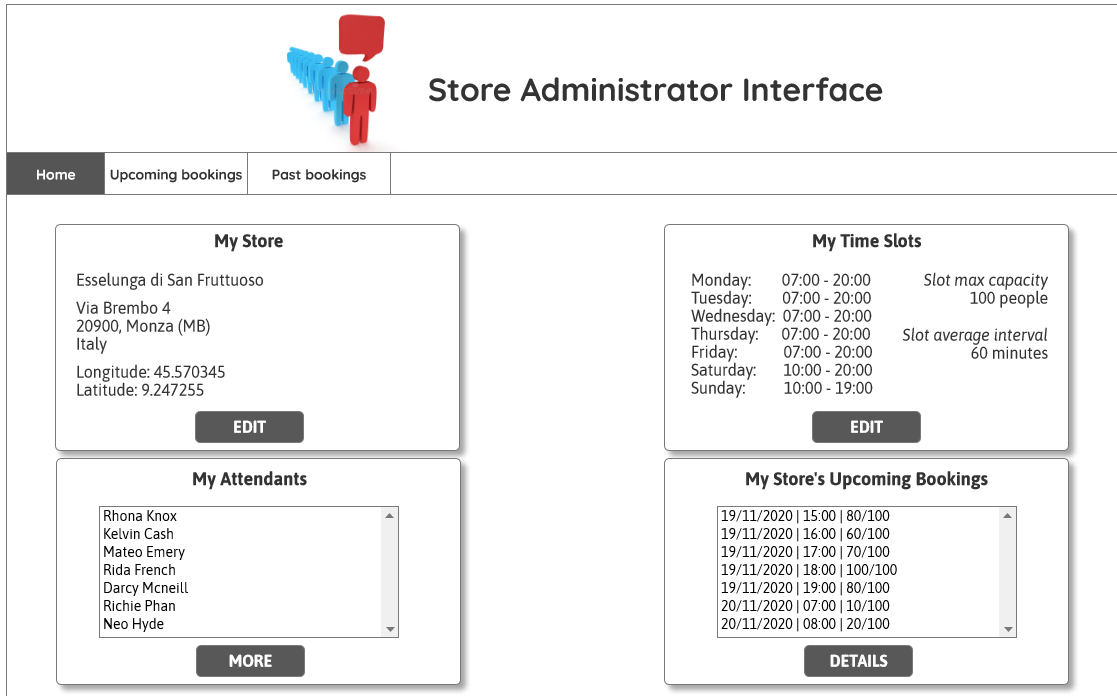 Store Administrator Interface
Home
Upcoming bookings
Past bookings
My Store
Esselunga di San Fruttuoso
Via Brembo 4
20900, Monza (MB)
Italy
Longitude: 45.570345
Latitude: 9.247255
EDIT
My Time Slots
Monday: 07:00 - 20:00
Tuesday: 07:00 - 20:00
Wednesday: 07:00 - 20:00
Thursday: 07:00 - 20:00
Friday: 07:00 - 20:00
Saturday: 10:00 - 20:00
Sunday: 10:00 - 19:00
Slot max capacity
100 people
Slot average interval
60 minutes
EDIT
My Attendants
Rhona Knox
Kelvin Cash
Mateo Emery
Rida French
Darcy Mcneill
Richie Phan
Neo Hyde
MORE
My Store's Upcoming Bookings
19/11/2020 | 15:00 | 80/100
19/11/2020 | 16:00 | 60/100
19/11/2020 | 17:00 | 70/100
19/11/2020 | 18:00 | 100/100
19/11/2020 | 19:00 | 80/100
20/11/2020 | 07:00 | 10/100
20/11/2020 | 08:00 | 20/100
DETAILS